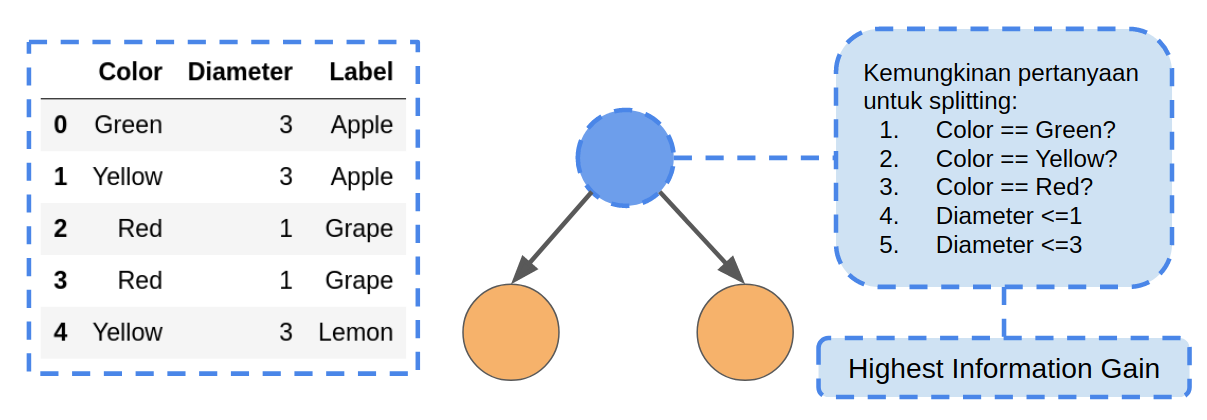 Color Diameter Label
0 Green 3 Apple
1 Yellow 3 Apple
2 Red 1 Grape
3 Red 1 Grape
4 Yellow 3 Lemon
Kemungkinan pertanyaan
untuk splitting:
1. Color == Green?
2. Color == Yellow?
3. Color == Red?
4. Diameter <=1
5. Diameter <=3
Highest Information Gain